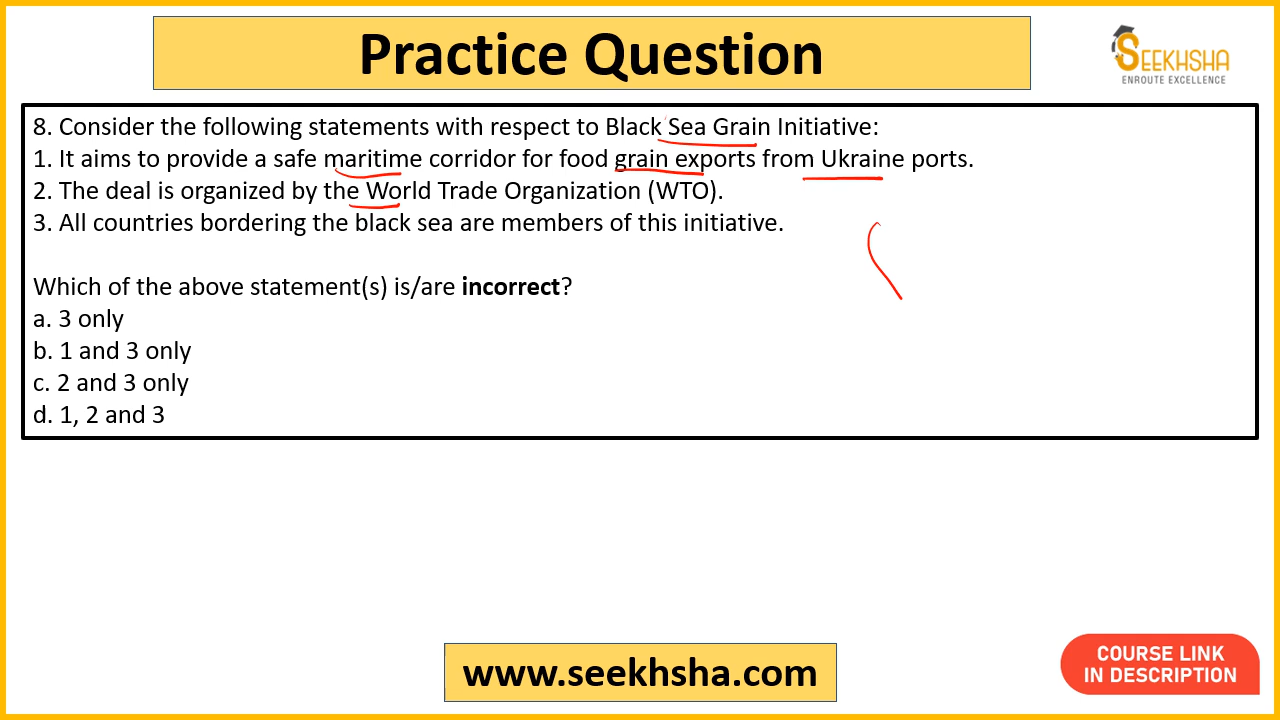 Practice Question
SEEKHSHA
ENROUTE EXCELLENCE
8. Consider the following statements with respect to Black Sea Grain Initiative:
1. It aims to provide a safe maritime corridor for food grain exports from Ukraine ports.
2. The deal is organized by the World Trade Organization (WTO).
3. All countries bordering the black sea are members of this initiative.
Which of the above statement(s) is/are incorrect?
a. 3 only
b. 1 and 3 only
c. 2 and 3 only
d. 1, 2 and 3
www.seekhsha.com
COURSE LINK
IN DESCRIPTION